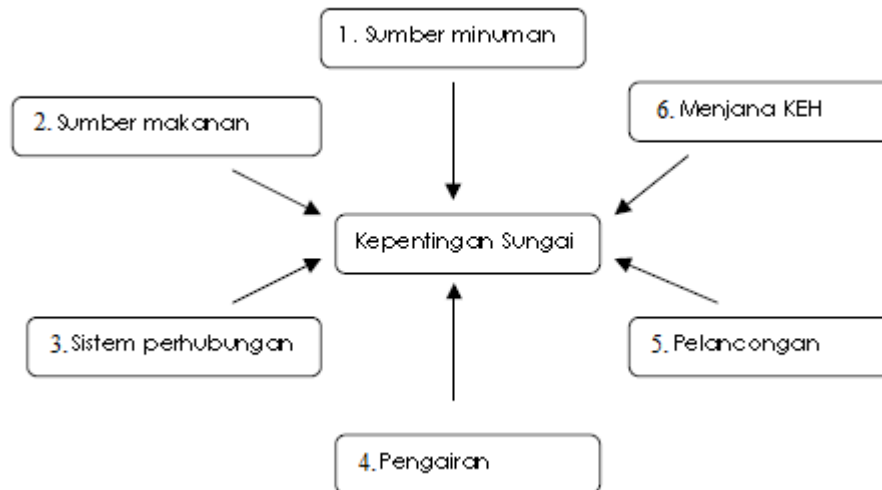 1. Sumber minuman
2. Sumber makanan
6. Menjana KEH
Kepentingan Sungai
3. Sistem perhubungan
5. Pelancongan
4. Pengairan